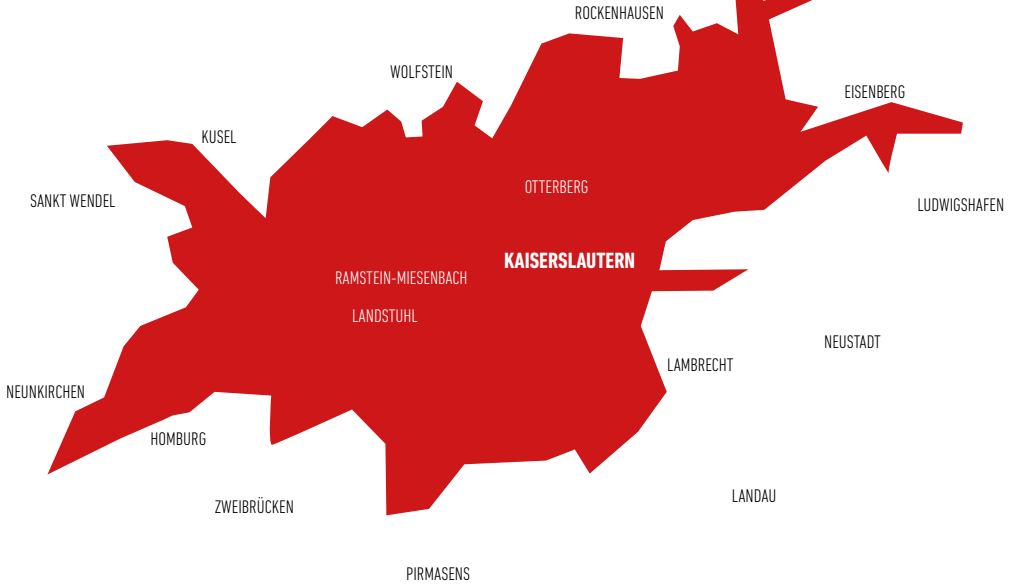 ROCKENHAUSEN
WOLFSTEIN
EISENBERG
KUSEL
OTTERBERG
SANKT WENDEL
LUDWIGSHAFEN
KAISERSLAUTERN
RAMSTEIN-MIESENBACH
LANDSTUHL
NEUSTADT
LAMBRECHT
NEUNKIRCHEN
HOMBURG
LANDAU
ZWEIBRÜCKEN
PIRMASENS